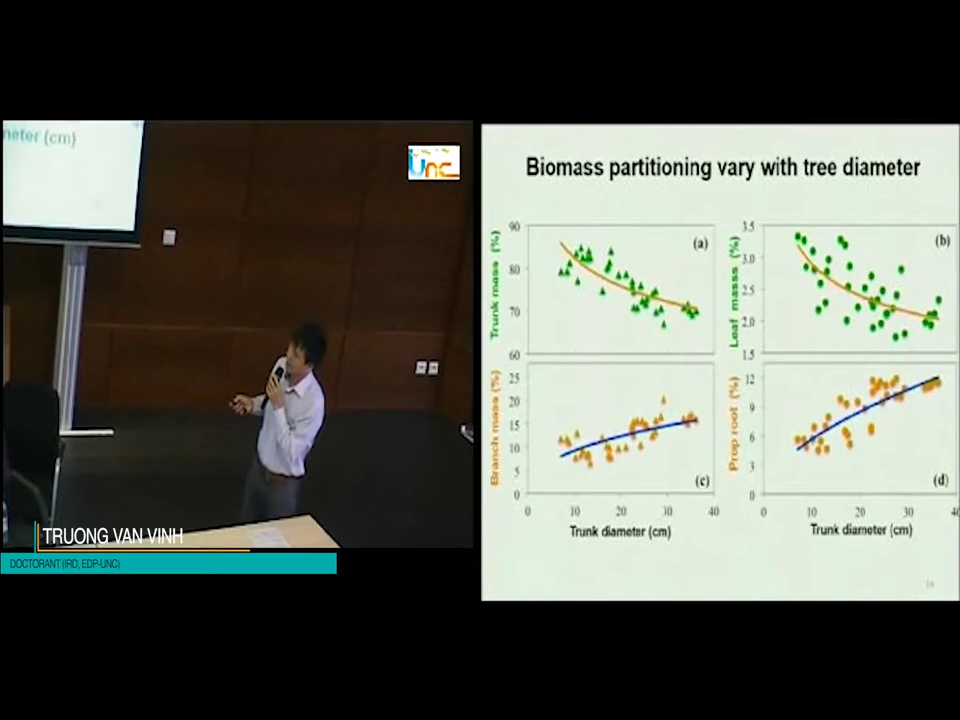 meter (cm)
Unc
TRUONG VAN VINH
DOCTORANT (IRD, EDP-UNC)
Biomass partitioning vary with tree diameter
Trunk mass (%)
90
80
70
60
(a)
Leaf masss (%)
3.5
3.0
2.5
2.0
1.5
(b)
Branch mass (%)
25
20
15
10
5
0
(c)
0 10 20 30 40
Trunk diameter (cm)
Prop root (%)
12
9
6
3
0
(d)
0 10 20 30 40
Trunk diameter (cm)